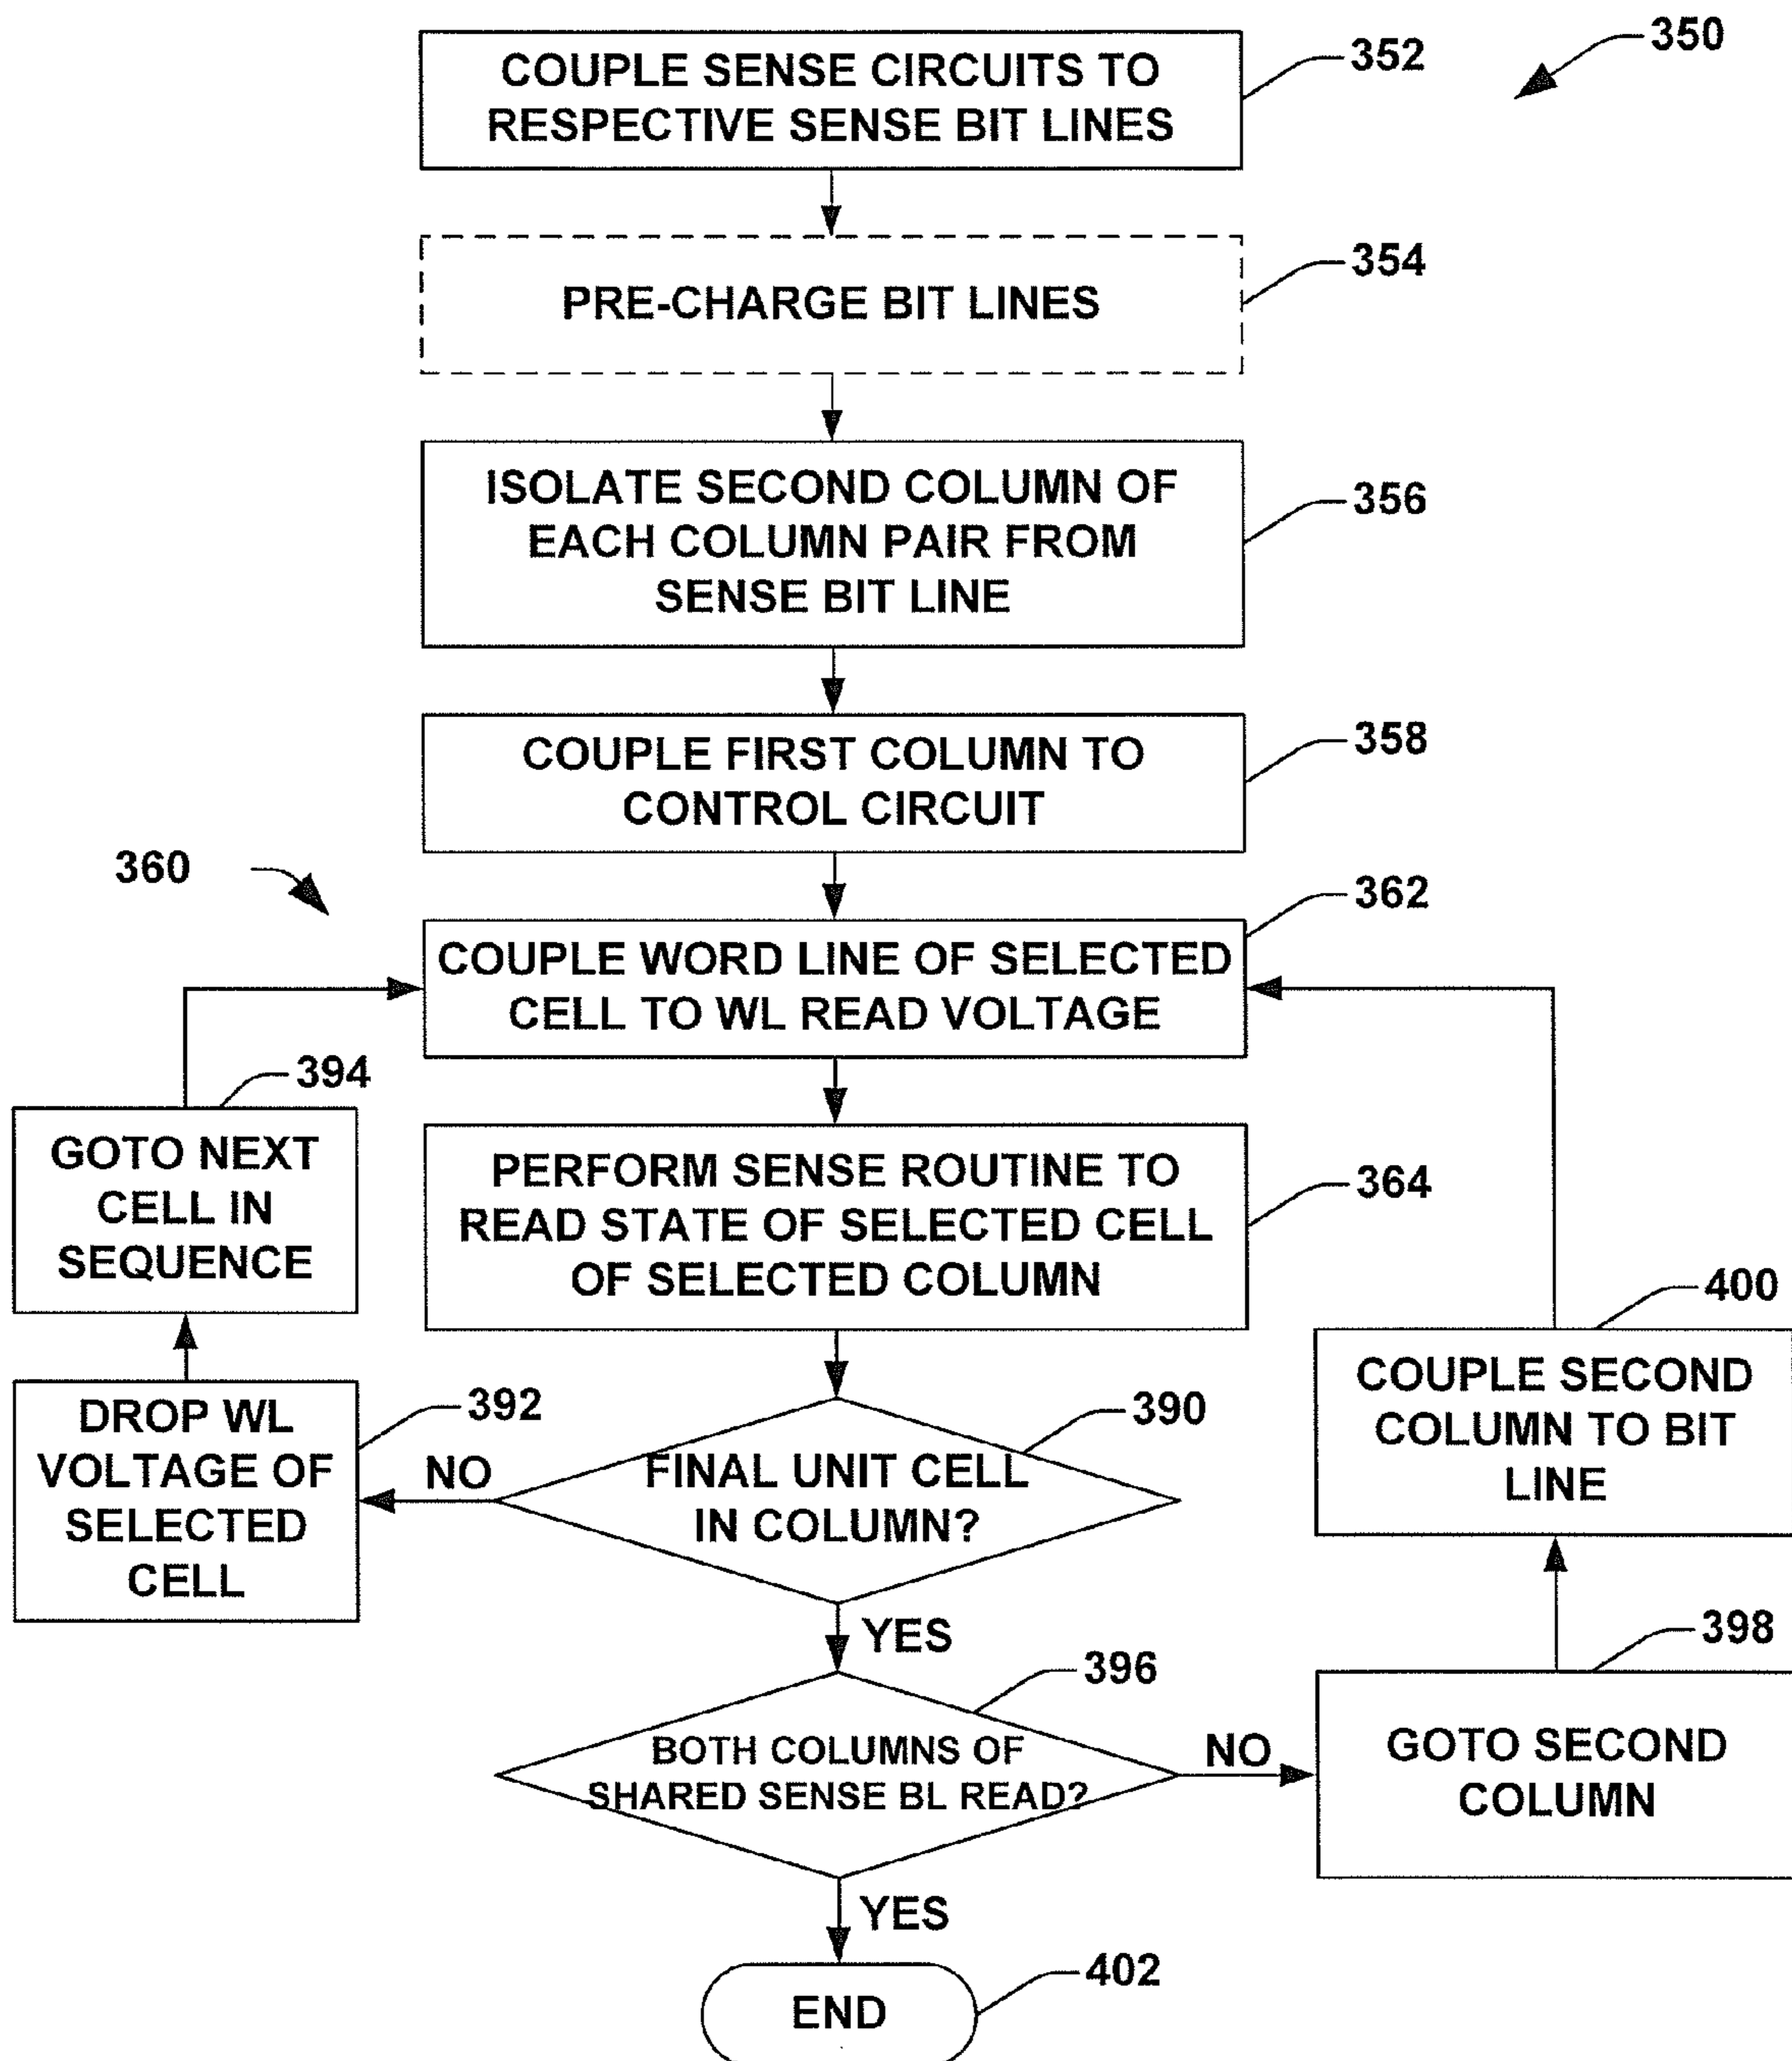 350
COUPLE SENSE CIRCUITS TO
RESPECTIVE SENSE BIT LINES
352
PRE-CHARGE BIT LINES
354
ISOLATE SECOND COLUMN OF
EACH COLUMN PAIR FROM
SENSE BIT LINE
356
COUPLE FIRST COLUMN TO
CONTROL CIRCUIT
358
360
COUPLE WORD LINE OF SELECTED
CELL TO WL READ VOLTAGE
362
PERFORM SENSE ROUTINE TO
READ STATE OF SELECTED CELL
OF SELECTED COLUMN
364
394
GOTO NEXT
CELL IN
SEQUENCE
DROP WL
VOLTAGE OF
SELECTED
CELL
392
NO
FINAL UNIT CELL
IN COLUMN?
390
YES
400
COUPLE SECOND
COLUMN TO BIT
LINE
BOTH COLUMNS OF
SHARED SENSE BL READ?
396
NO
398
GOTO SECOND
COLUMN
YES
END
402